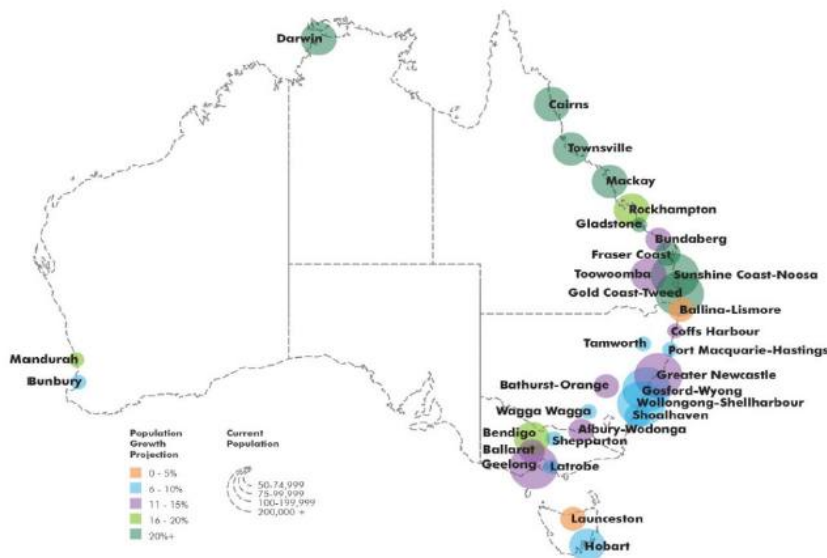 Darwin
Cairns
Townsville
Mackay
Rockhampton
Gladstone
Bundaberg
Fraser Coast
Toowoomba
Sunshine Coast-Noosa
Gold Coast-Tweed
Ballina-Lismore
Coffs Harbour
Tamworth
Port Macquarie-Hastings
Mandurah
Bunbury
Greater Newcastle
Bathurst-Orange
Gosford-Wyong
Wollongong-Shellharbour
Wagga Wagga
Shoalhaven
Bendigo
Albury-Wodonga
Shepparton
Ballarat
Geelong
Latrobe
Launceston
Hobart
Population
Growth
Projection
0 - 5%
6 - 10%
11 - 15%
16 - 20%
20%+
Current
Population
50-74,999
75-99,999
100-199,999
200,000 +